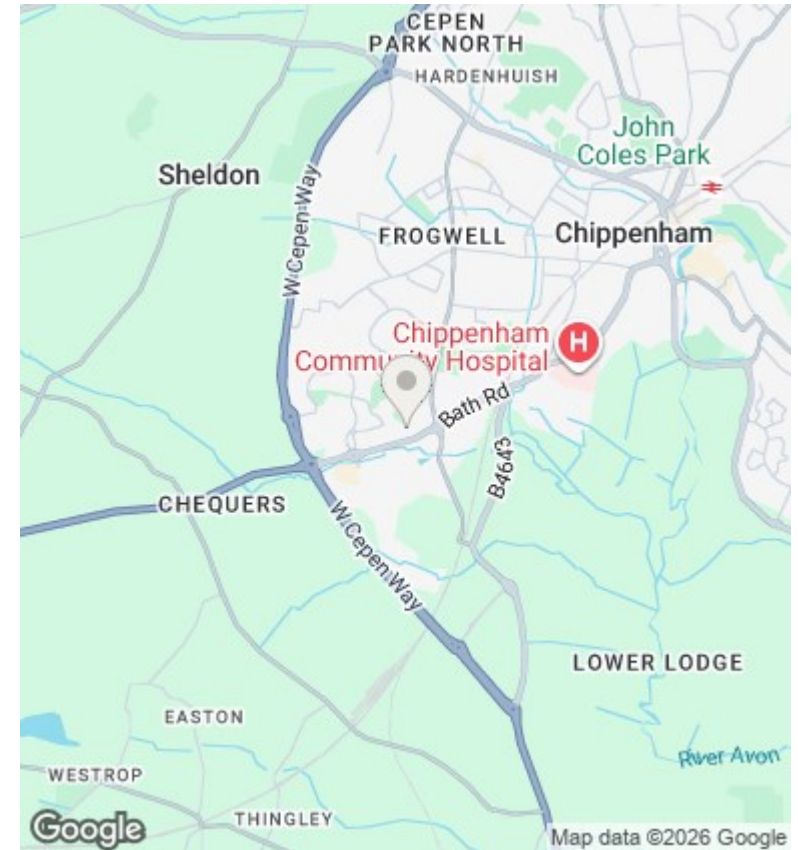 CEPEN
PARK NORTH
HARDENHUISH
John
Coles Park
Sheldon
W Cepen Way
FROGWELL
Chippenham
Chippenham
Community Hospital
H
Bath Rd
B4643
CHEQUERS
W Cepen Way
LOWER LODGE
EASTON
River Avon
WESTROP
THINGLEY
Google
Map data ©2026 Google